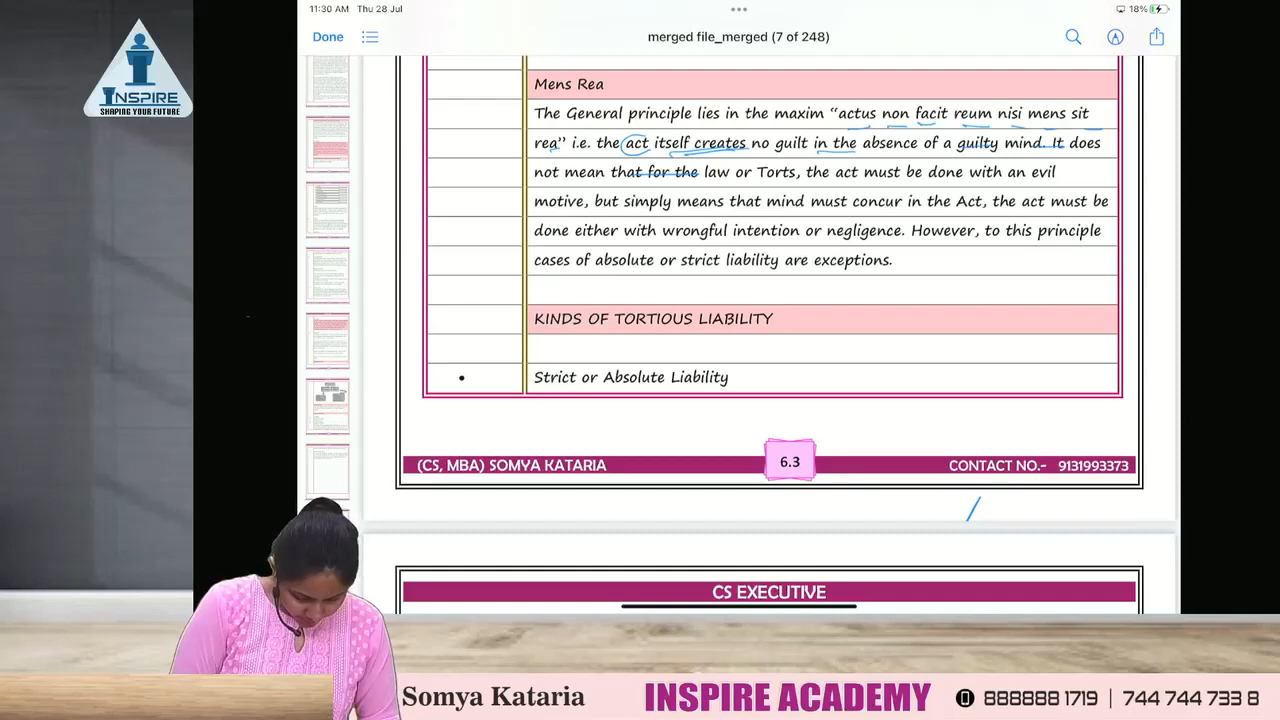 11:30 AM Thu 28 Jul
18%
Done
merged file_merged (7 of 248)
INSPIRE
SHAPING YOUR FUTURE
Mens Rea
The General principle lies in the maxim "actus non facit reum nisi mens sit
rea" i.e. the act itself creates no guilt in the absence of a guilty mind. It does
not mean that for the law or Torts, the act must be done with an evil
motive but simply means that mind must concur in the Act, the act must be
done either with wrongful intention or negligence. However, to this principle
cases of absolute or strict liability are exceptions.
KINDS OF TORTIOUS LIABILITY
• Strict or Absolute Liability
(CS, MBA) SOMYA KATARIA
6.3
CONTACT NO.- 9131993373
CS EXECUTIVE
Somya Kataria
INSPIRE ACADEMY
888888 1719 | 744 744 733 8